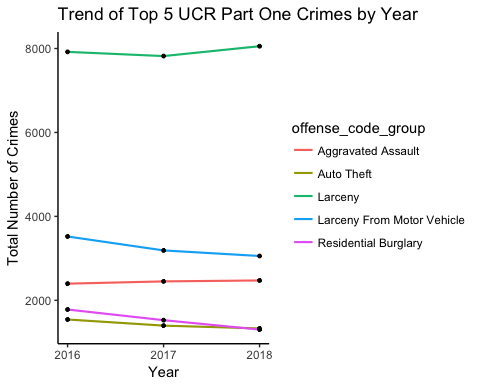 Trend of Top 5 UCR Part One Crimes by Year
8000
6000
4000
2000
Total Number of Crimes
2016
2017
2018
Year
offense_code_group
Aggravated Assault
Auto Theft
Larceny
Larceny From Motor Vehicle
Residential Burglary